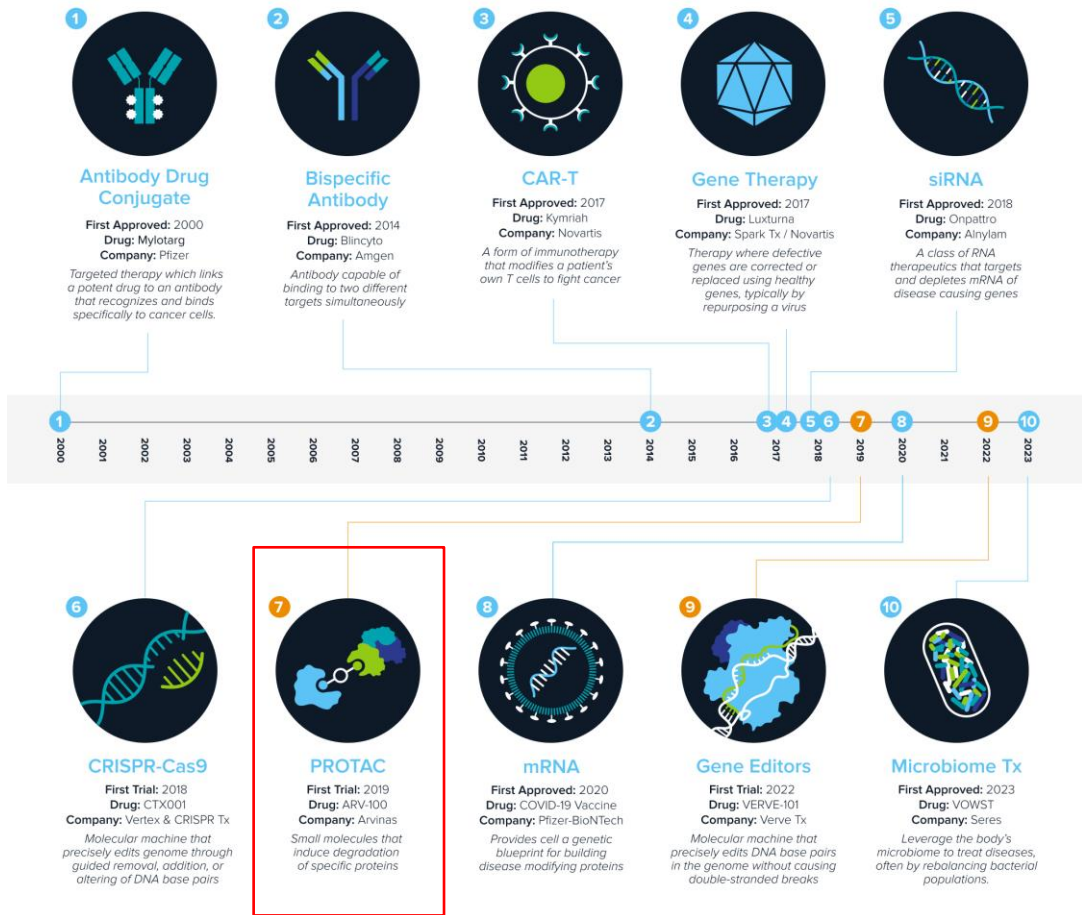 1
2
3
4
5
Antibody Drug
Conjugate
First Approved: 2000
Drug: Mylotarg
Company: Pfizer
Targeted therapy which links
a potent drug to an antibody
that recognizes and binds
specifically to cancer cells.
Bispecific
Antibody
First Approved: 2014
Drug: Blincyto
Company: Amgen
Antibody capable of
binding to two different
targets simultaneously
CAR-T
First Approved: 2017
Drug: Kymriah
Company: Novartis
A form of immunotherapy
that modifies a patient's
own T cells to fight cancer
Gene Therapy
First Approved: 2017
Drug: Luxturna
Company: Spark Tx / Novartis
Therapy where defective
genes are corrected or
replaced using healthy
genes, typically by
repurposing a virus
siRNA
First Approved: 2018
Drug: Onpattro
Company: Alnylam
A class of RNA
therapeutics that targets
and depletes mRNA of
disease causing genes
1 2 3 4 5 6 7 8 9 10
2000 2001 2002 2003 2004 2005 2006 2007 2008 2009 2010 2011 2012 2013 2014 2015 2016 2017 2018 2019 2020 2021 2022 2023
6
7
8
9
10
CRISPR-Cas9
First Trial: 2018
Drug: CTX001
Company: Vertex & CRISPR Tx
Molecular machine that
precisely edits genome through
guided removal, addition, or
altering of DNA base pairs
PROTAC
First Trial: 2019
Drug: ARV-100
Company: Arvinas
Small molecules that
induce degradation
of specific proteins
mRNA
First Approved: 2020
Drug: COVID-19 Vaccine
Company: Pfizer-BioNTech
Provides cell a genetic
blueprint for building
disease modifying proteins
Gene Editors
First Trial: 2022
Drug: VERVE-101
Company: Verve Tx
Molecular machine that
precisely edits DNA base pairs
in the genome without causing
double-stranded breaks
Microbiome Tx
First Approved: 2023
Drug: VOWST
Company: Seres
Leverage the body's
microbiome to treat diseases,
often by rebalancing bacterial
populations.